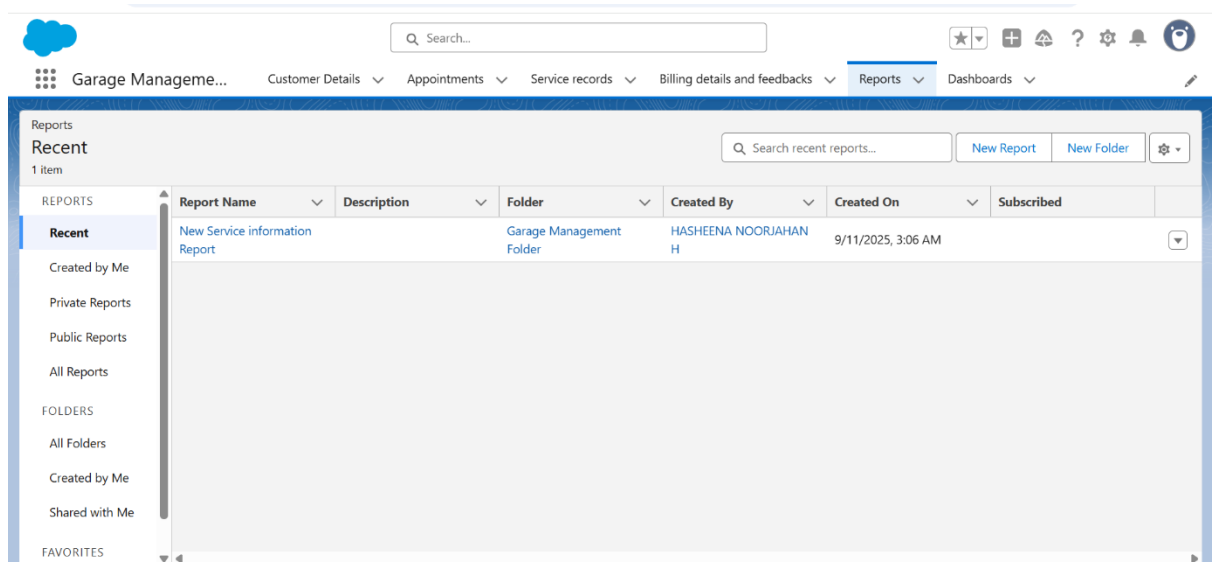 Search...
Garage Manageme...
Customer Details
Appointments
Service records
Billing details and feedbacks
Reports
Dashboards
Reports
Recent
1 item
Search recent reports...
New Report
New Folder
REPORTS
Recent
Created by Me
Private Reports
Public Reports
All Reports
FOLDERS
All Folders
Created by Me
Shared with Me
FAVORITES
Report Name
Description
Folder
Created By
Created On
Subscribed
New Service information
Report
Garage Management
Folder
HASHEENA NOORJAHAN
H
9/11/2025, 3:06 AM